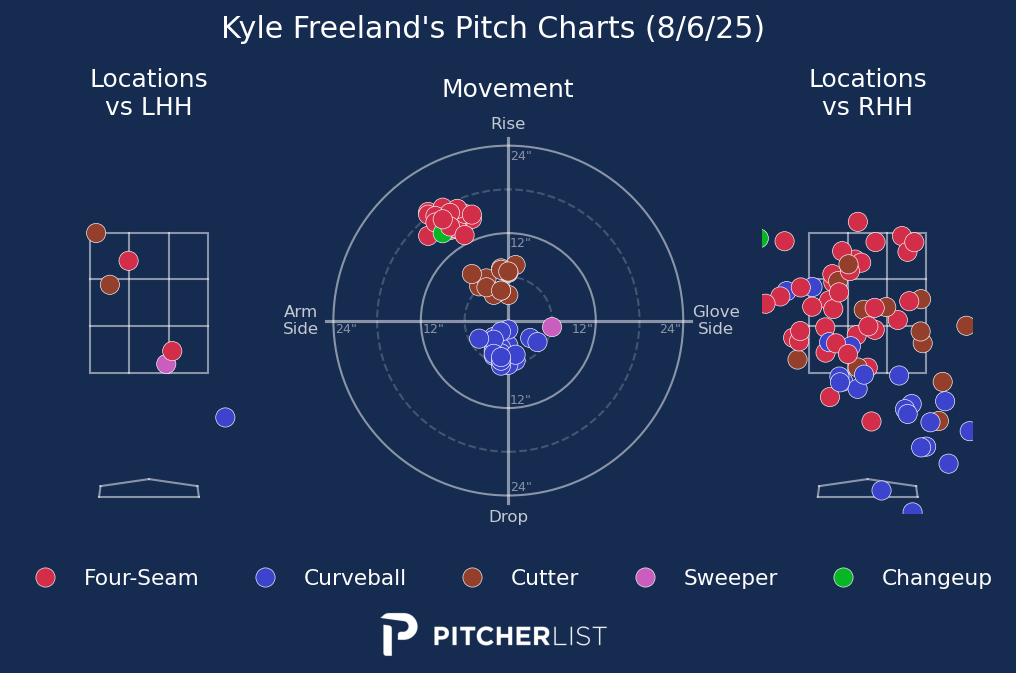 Kyle Freeland's Pitch Charts (8/6/25)
Locations
vs LHH
Movement
Locations
vs RHH
Rise
24"
12"
Arm
Side
24"
12"
12"
24"
Glove
Side
12"
24"
Drop
Four-Seam
Curveball
Cutter
Sweeper
Changeup
PITCHERLIST